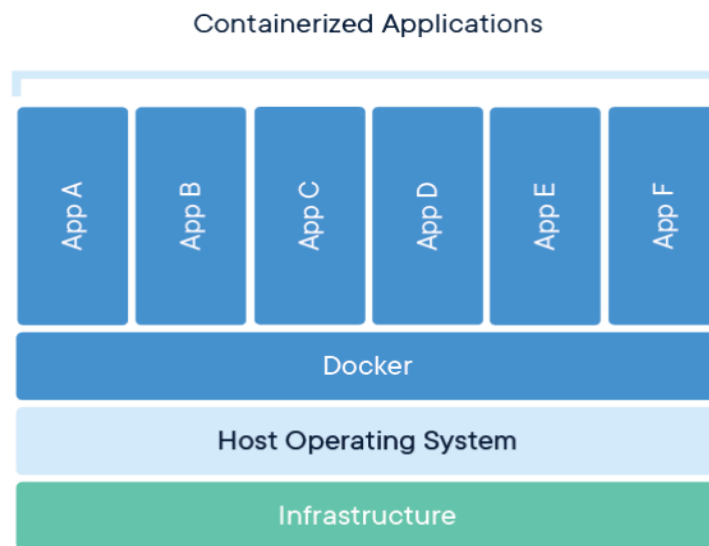 Containerized Applications
App A
App B
App C
App D
App E
App F
Docker
Host Operating System
Infrastructure